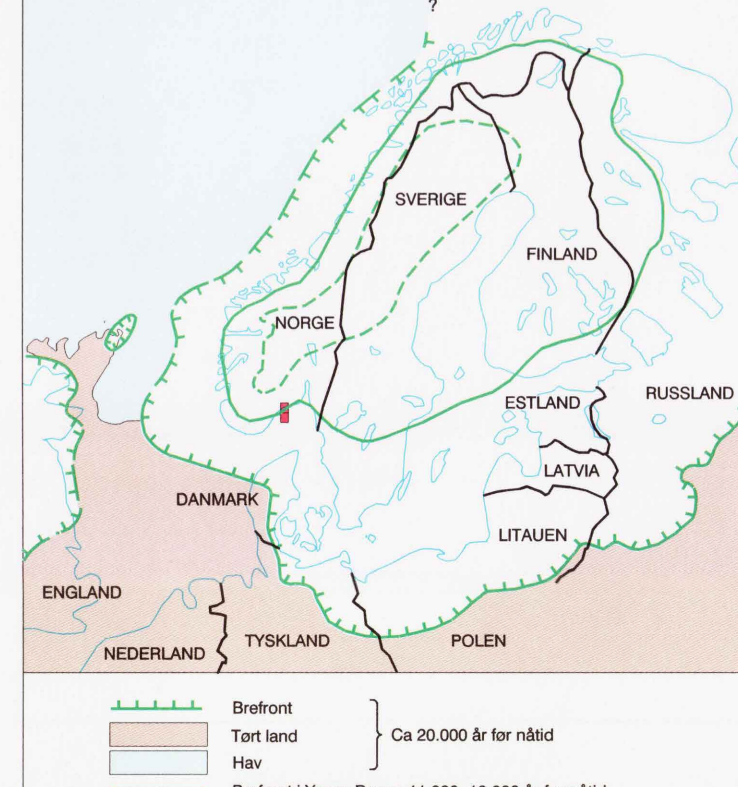 ?
SVERIGE
FINLAND
NORGE
ESTLAND
RUSSLAND
LATVIA
DANMARK
LITAUEN
ENGLAND
NEDERLAND
TYSKLAND
POLEN
Brefront
Tørt land
Hav
Ca 20.000 år før nåtid